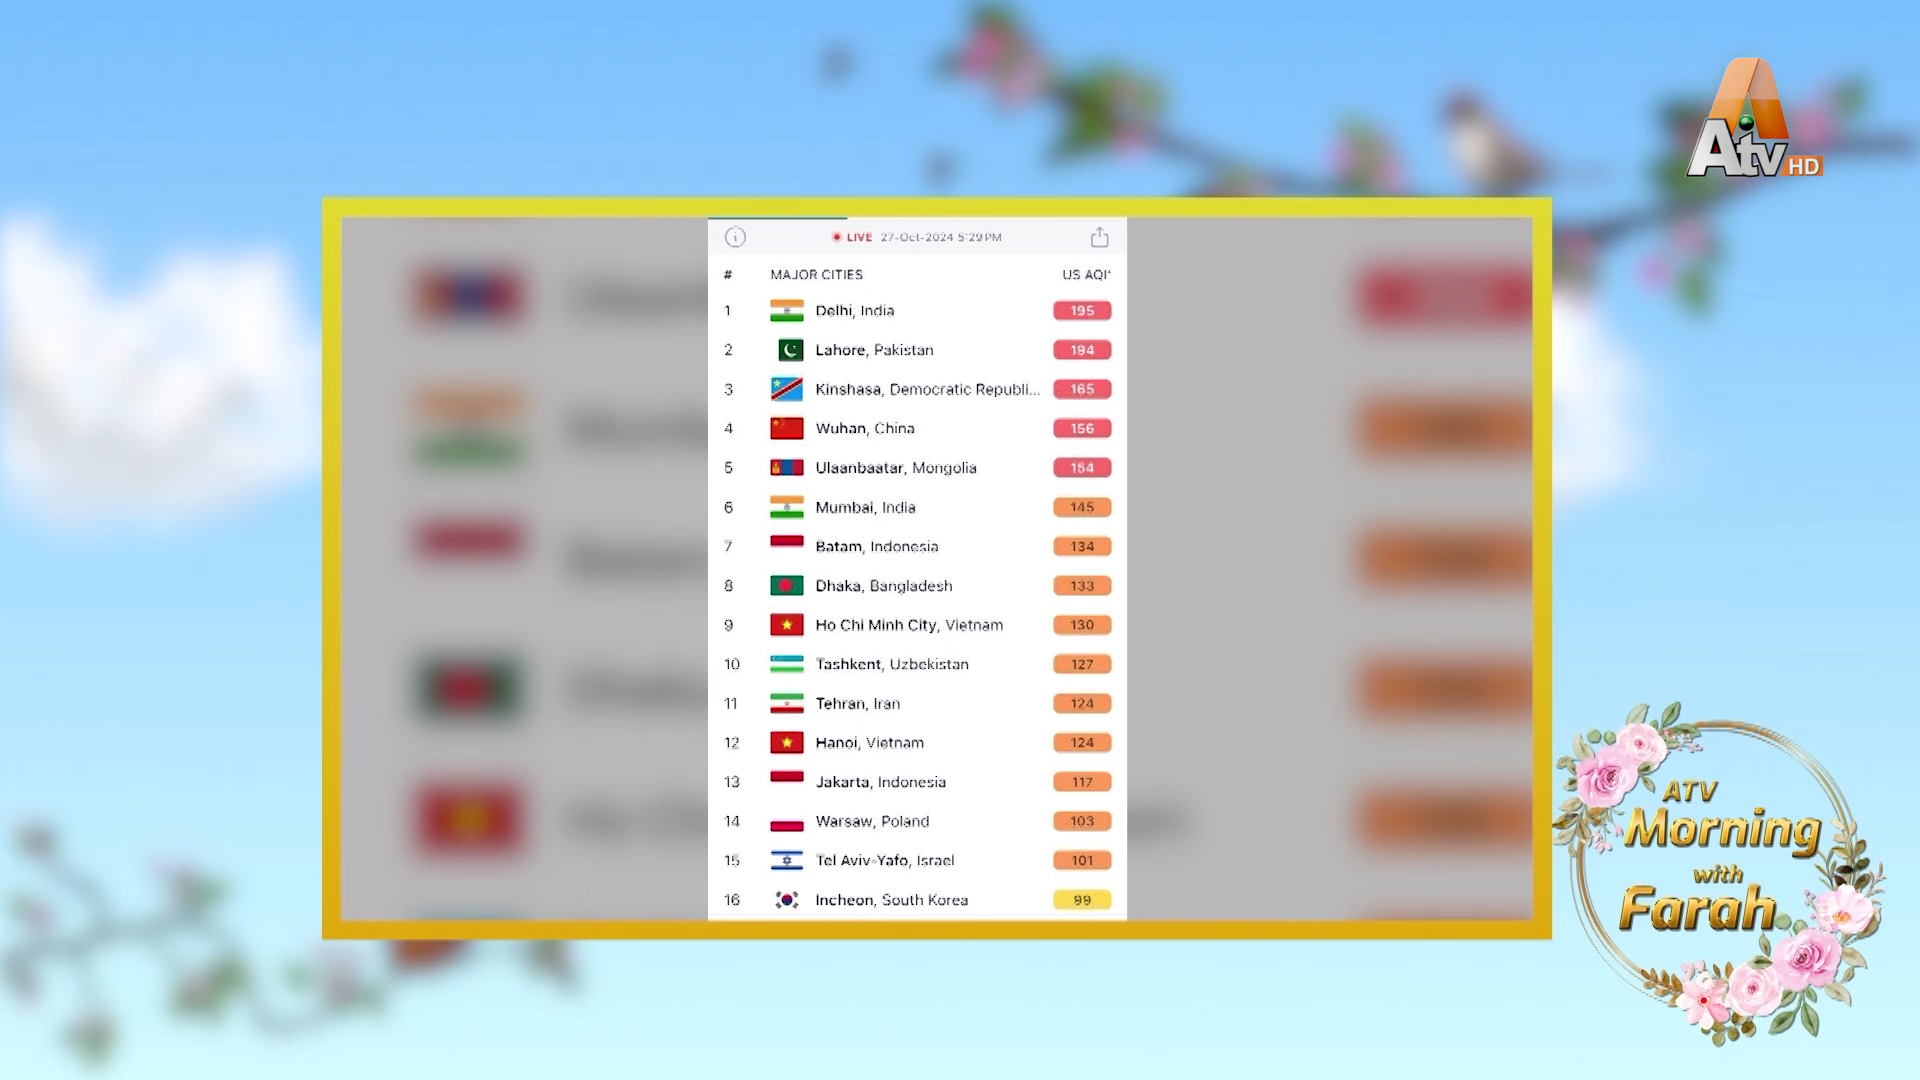 Atv HD
LIVE 27-Oct-2024 5:29 PM
# MAJOR CITIES US AQI*
1 Delhi, India 195
2 Lahore, Pakistan 194
3 Kinshasa, Democratic Republi... 165
4 Wuhan, China 156
5 Ulaanbaatar, Mongolia 154
6 Mumbai, India 145
7 Batam, Indonesia 134
8 Dhaka, Bangladesh 133
9 Ho Chi Minh City, Vietnam 130
10 Tashkent, Uzbekistan 127
11 Tehran, Iran 124
12 Hanoi, Vietnam 124
13 Jakarta, Indonesia 117
14 Warsaw, Poland 103
15 Tel Aviv-Yafo, Israel 101
16 Incheon, South Korea 99
ATV
Morning
with
Farah